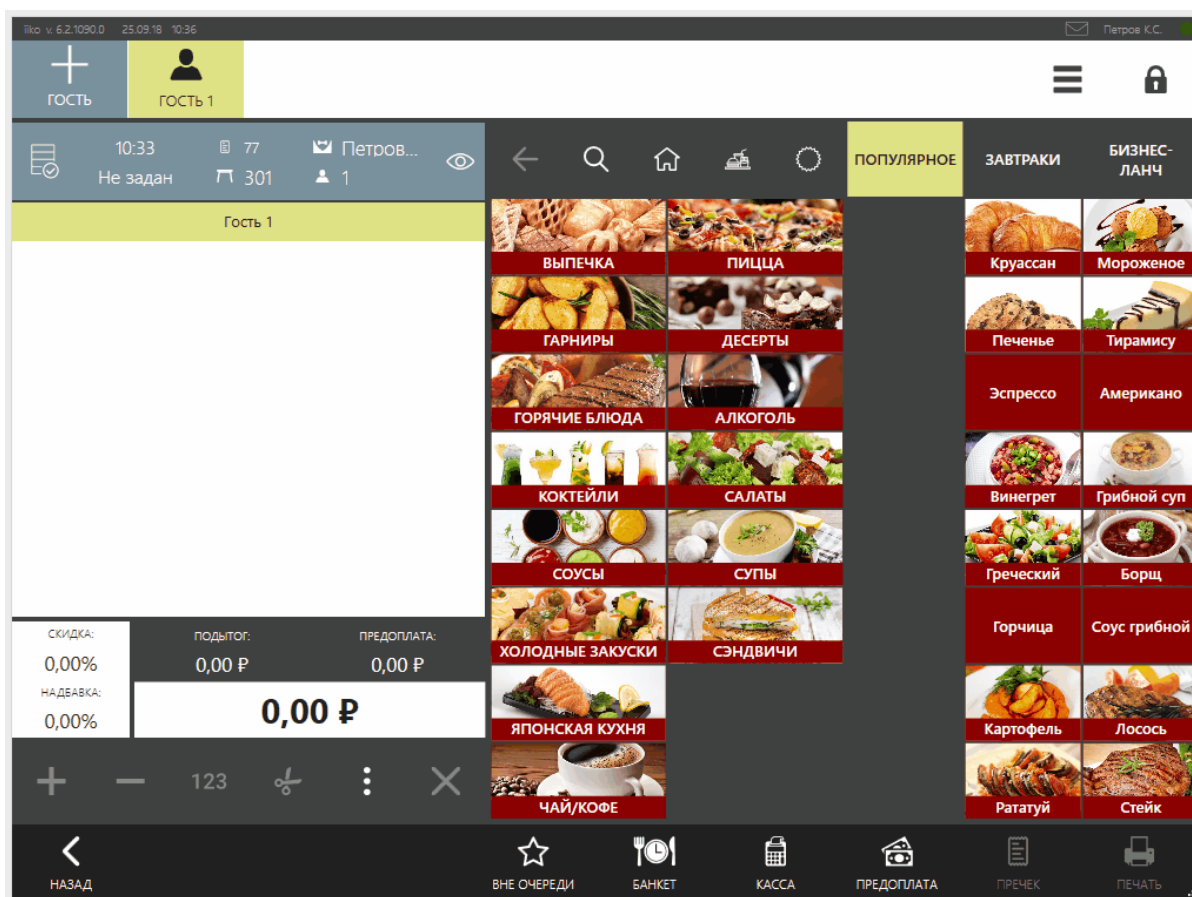 iiko v. 6.2.1090.0 25.09.18 10:36 Петров К.С.
ГОСТЬ ГОСТЬ 1
10:33 77 Петров...
Не задан 301 1
ПОПУЛЯРНОЕ ЗАВТРАКИ БИЗНЕС-
ЛАНЧ
Гость 1
ВЫПЕЧКА ПИЦЦА Круассан Мороженое
ГАРНИРЫ ДЕСЕРТЫ Печенье Тирамису
Эспрессо Американо
ГОРЯЧИЕ БЛЮДА АЛКОГОЛЬ
КОКТЕЙЛИ САЛАТЫ Винегрет Грибной суп
СОУСЫ СУПЫ Греческий Борщ
Горчица Соус грибной
ХОЛОДНЫЕ ЗАКУСКИ СЭНДВИЧИ
ЯПОНСКАЯ КУХНЯ Картофель Лосось
ЧАЙ/КОФЕ Рататуй Стейк
СКИДКА: ПОДЫТОГ: ПРЕДОПЛАТА:
0,00% 0,00 ₽ 0,00 ₽
НАДБАВКА:
0,00% 0,00 ₽
123
НАЗАД ВНЕ ОЧЕРЕДИ БАНКЕТ КАССА ПРЕДОПЛАТА ПРЕЧЕК ПЕЧАТЬ